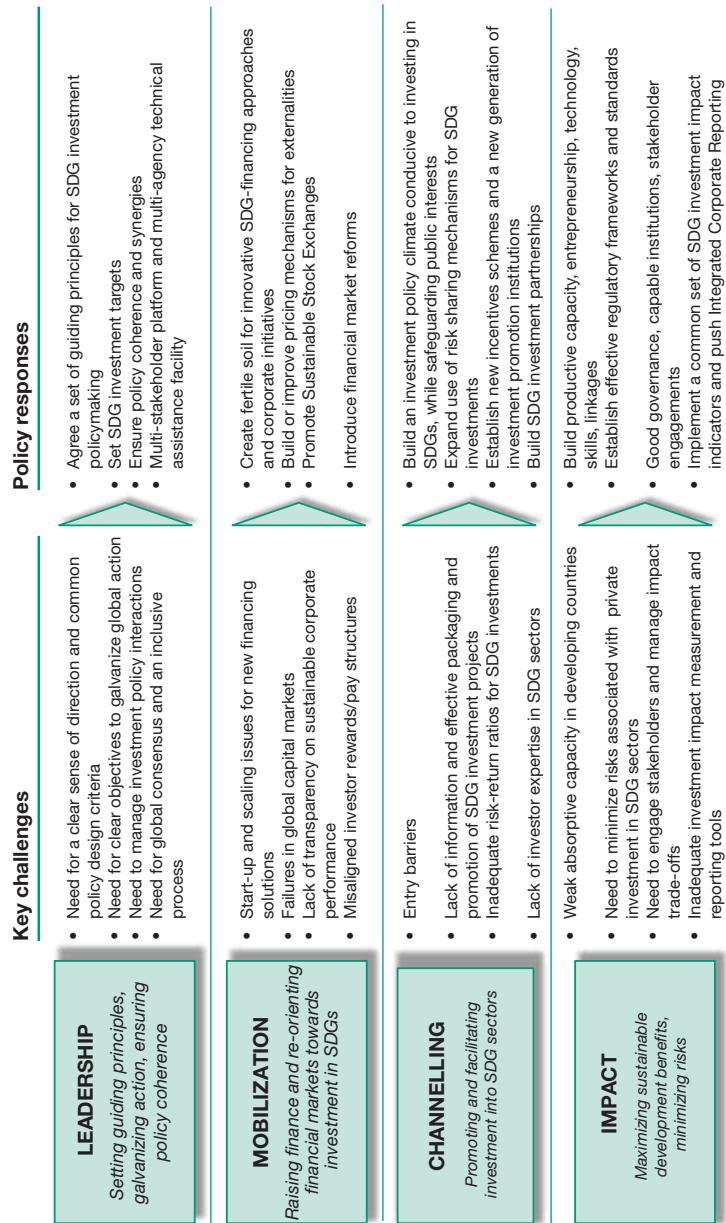 Key challenges
Policy responses
LEADERSHIP
Setting guiding principles,
galvanizing action, ensuring
policy coherence
• Need for a clear sense of direction and common
policy design criteria
• Need for clear objectives to galvanize global action
• Need to manage investment policy interactions
• Need for global consensus and an inclusive
process
• Agree a set of guiding principles for SDG investment
policymaking
• Set SDG investment targets
• Ensure policy coherence and synergies
• Multi-stakeholder platform and multi-agency technical
assistance facility
MOBILIZATION
Raising finance and re-orienting
financial markets towards
investment in SDGs
• Start-up and scaling issues for new financing
solutions
• Failures in global capital markets
• Lack of transparency on sustainable corporate
performance
• Misaligned investor rewards/pay structures
• Create fertile soil for innovative SDG-financing approaches
and corporate initiatives
• Build or improve pricing mechanisms for externalities
• Promote Sustainable Stock Exchanges
• Introduce financial market reforms
CHANNELLING
Promoting and facilitating
investment into SDG sectors
• Entry barriers
• Lack of information and effective packaging and
promotion of SDG investment projects
• Inadequate risk-return ratios for SDG investments
• Lack of investor expertise in SDG sectors
• Build an investment policy climate conducive to investing in
SDGs, while safeguarding public interests
• Expand use of risk sharing mechanisms for SDG
investments
• Establish new incentives schemes and a new generation of
investment promotion institutions
• Build SDG investment partnerships
IMPACT
Maximizing sustainable
development benefits,
minimizing risks
• Weak absorptive capacity in developing countries
• Need to minimize risks associated with private
investment in SDG sectors
• Need to engage stakeholders and manage impact
trade-offs
• Inadequate investment impact measurement and
reporting tools
• Build productive capacity, entrepreneurship, technology,
skills, linkages
• Establish effective regulatory frameworks and standards
• Good governance, capable institutions, stakeholder
engagements
• Implement a common set of SDG investment impact
indicators and push Integrated Corporate Reporting